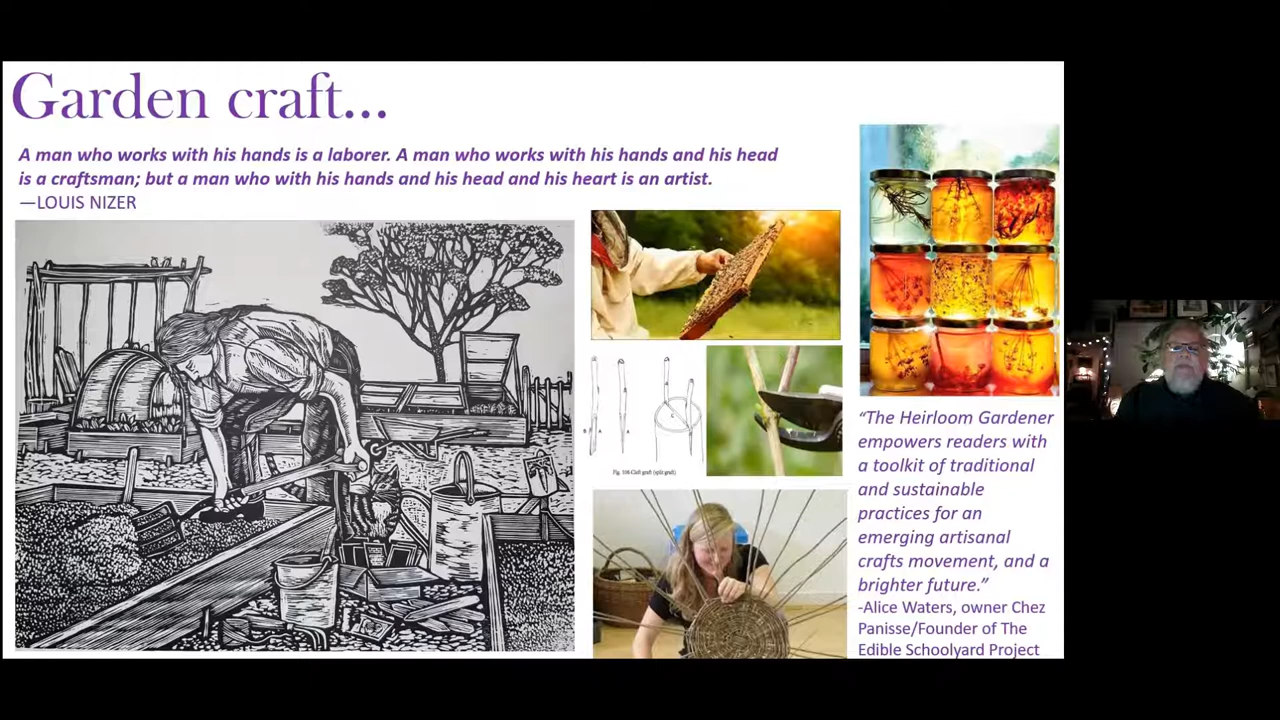 Garden craft...
A man who works with his hands is a laborer. A man who works with his hands and his head
is a craftsman; but a man who with his hands and his head and his heart is an artist.
—LOUIS NIZER
Fig. 108 Cleft graft (split graft)
“The Heirloom Gardener
empowers readers with
a toolkit of traditional
and sustainable
practices for an
emerging artisanal
crafts movement, and a
brighter future.”
-Alice Waters, owner Chez
Panisse/Founder of The
Edible Schoolyard Project